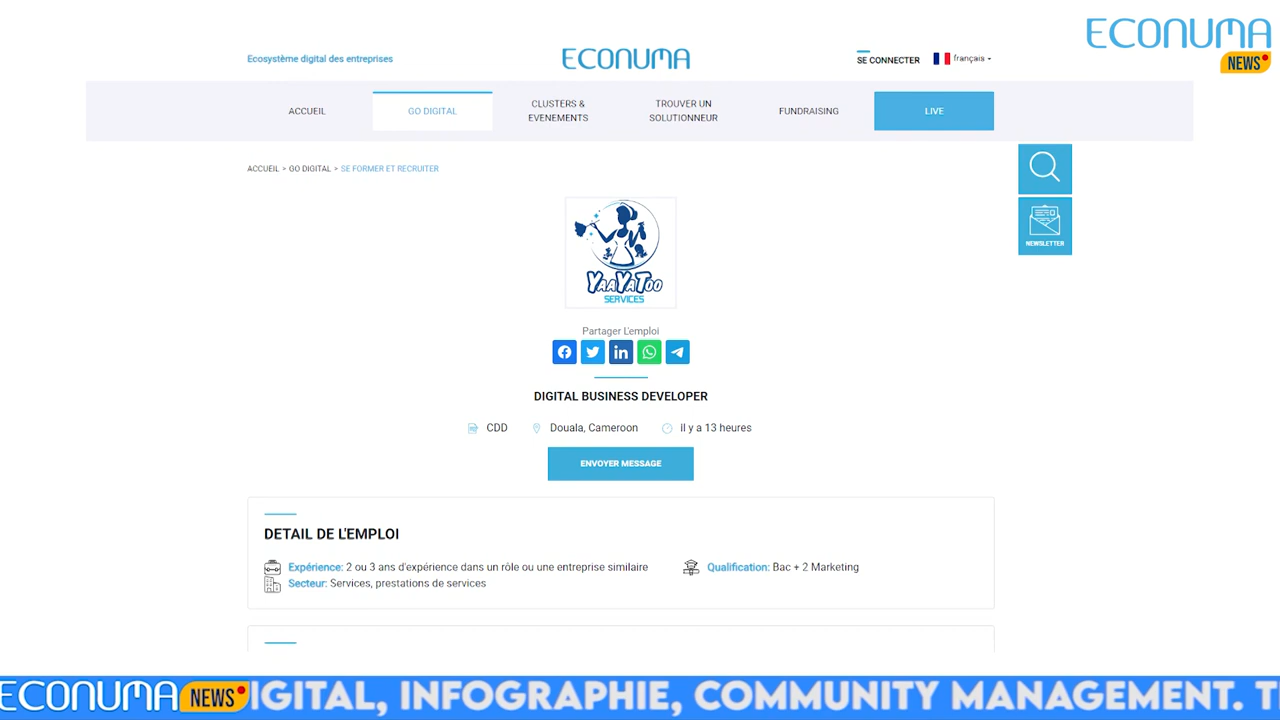 ECONUMA
NEWS
Ecosystème digital des entreprises
ECONUMA
SE CONNECTER
français
ACCUEIL
GO DIGITAL
CLUSTERS &
EVENEMENTS
TROUVER UN
SOLUTIONNEUR
FUNDRAISING
LIVE
ACCUEIL > GO DIGITAL > SE FORMER ET RECRUITER
NEWSLETTER
YAAYATOO
SERVICES
Partager L'emploi
DIGITAL BUSINESS DEVELOPER
CDD
Douala, Cameroon
il y a 13 heures
ENVOYER MESSAGE
DETAIL DE L'EMPLOI
Expérience: 2 ou 3 ans d'expérience dans un rôle ou une entreprise similaire
Qualification: Bac + 2 Marketing
Secteur: Services, prestations de services
ECONUMA NEWS IGITAL, INFOGRAPHIE, COMMUNITY MANAGEMENT. T